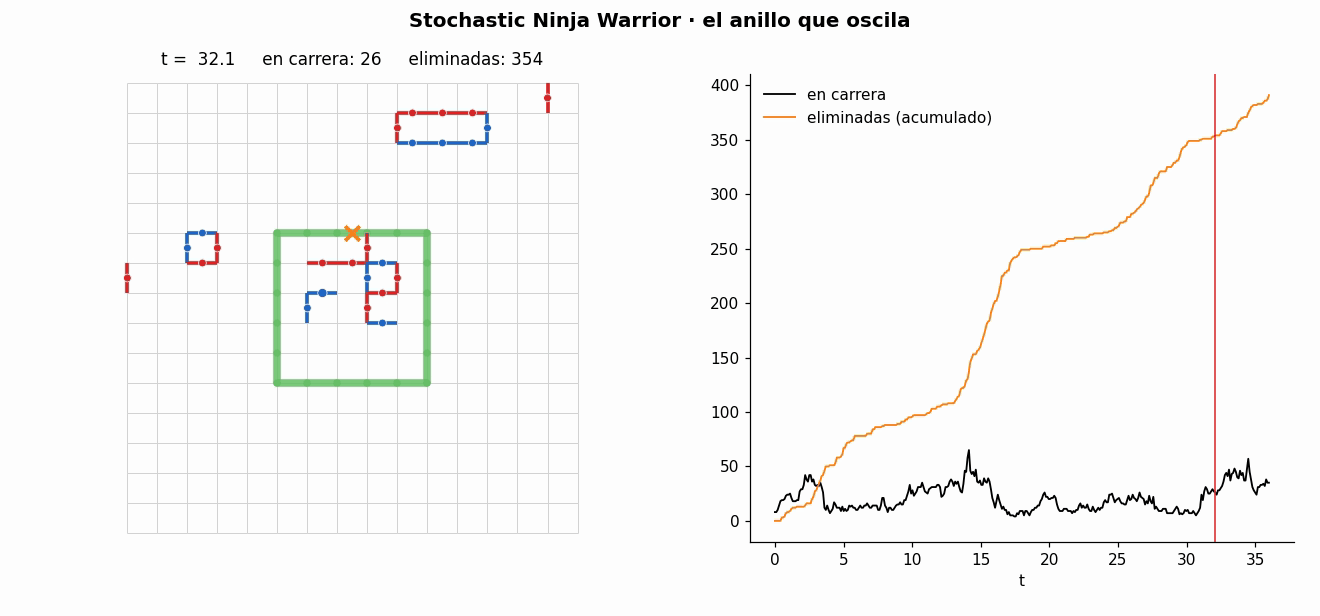 Stochastic Ninja Warrior · el anillo que oscila
t =  32.1     en carrera: 26     eliminadas: 354
en carrera
eliminadas (acumulado)
400
350
300
250
200
150
100
50
0
0 5 10 15 20 25 30 35
t